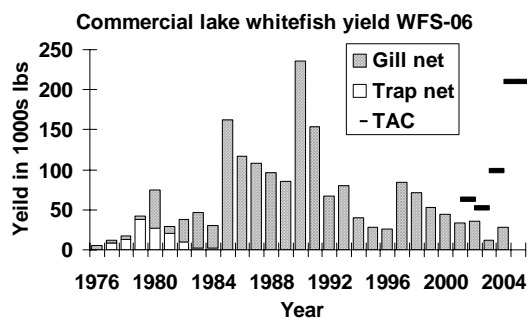 Commercial lake whitefish yield WFS-06
Yeild in 1000s lbs
250
200
150
100
50
0
Gill net
Trap net
TAC
1976 1980 1984 1988 1992 1996 2000 2004
Year